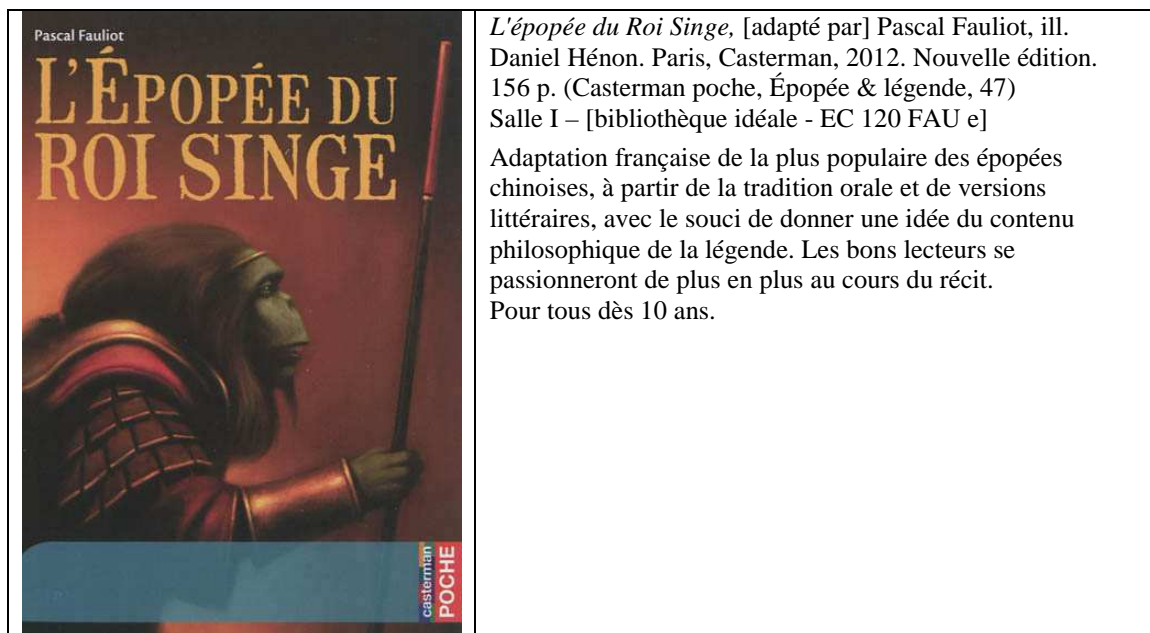 Pascal Fauliot
L'ÉPOPÉE DU
ROI SINGE
casterman
POCHE
L'épopée du Roi Singe, [adapté par] Pascal Fauliot, ill.
Daniel Hénon. Paris, Casterman, 2012. Nouvelle édition.
156 p. (Casterman poche, Épopée & légende, 47)
Salle I – [bibliothèque idéale - EC 120 FAU e]
Adaptation française de la plus populaire des épopées
chinoises, à partir de la tradition orale et de versions
littéraires, avec le souci de donner une idée du contenu
philosophique de la légende. Les bons lecteurs se
passionneront de plus en plus au cours du récit.
Pour tous dès 10 ans.